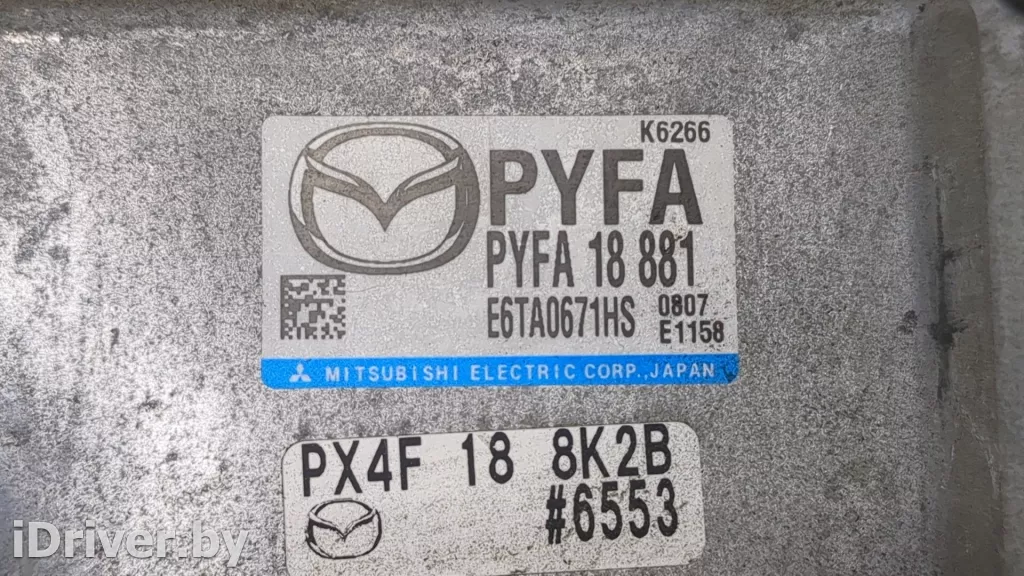 K6266
PYFA
PYFA 18 881
E6TA0671HS 0807
E1158
MITSUBISHI ELECTRIC CORP., JAPAN
PX4F 18 8K2B
#6553
iDriver.by